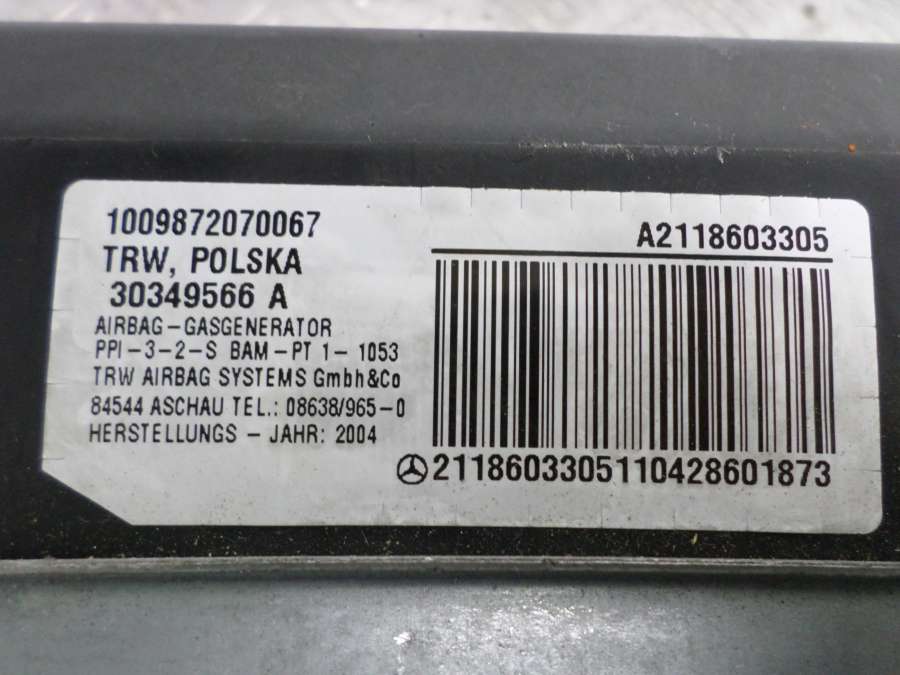 1009872070067
TRW, POLSKA
30349566 A
AIRBAG-GASGENERATOR
PPI-3-2-S BAM-PT 1- 1053
TRW AIRBAG SYSTEMS Gmbh&Co
84544 ASCHAU TEL.: 08638/965-0
HERSTELLUNGS - JAHR: 2004
A2118603305
2118603305110428601873